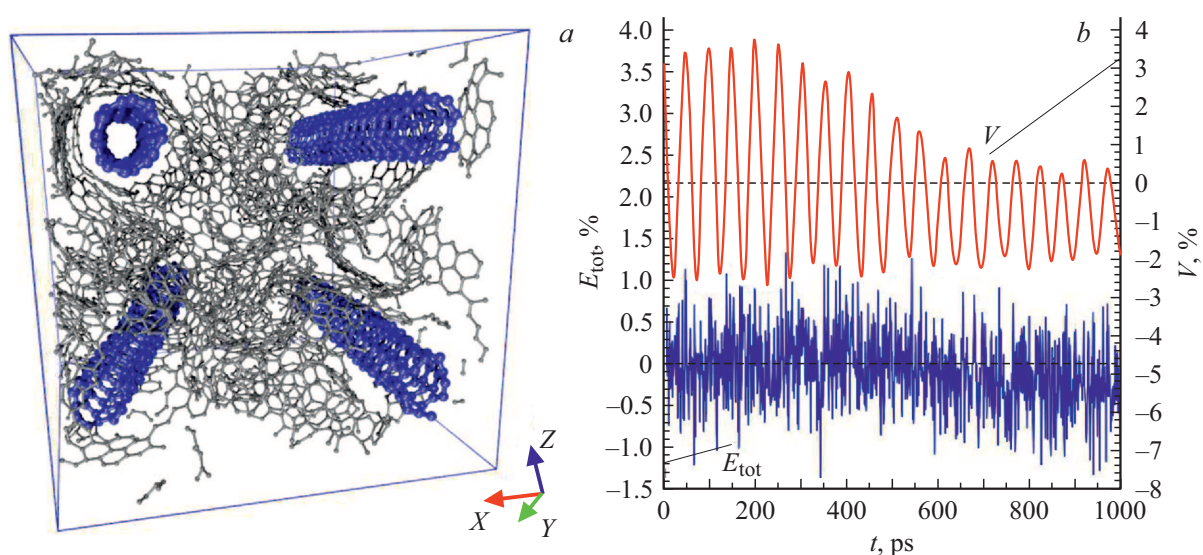 a
Z
X
Y
b
4.0
3.5
3.0
2.5
2.0
1.5
1.0
0.5
0
–0.5
–1.0
–1.5
E_tot, %
V
E_tot
4
3
2
1
0
–1
–2
–3
–4
–5
–6
–7
–8
V, %
0 200 400 600 800 1000
t, ps